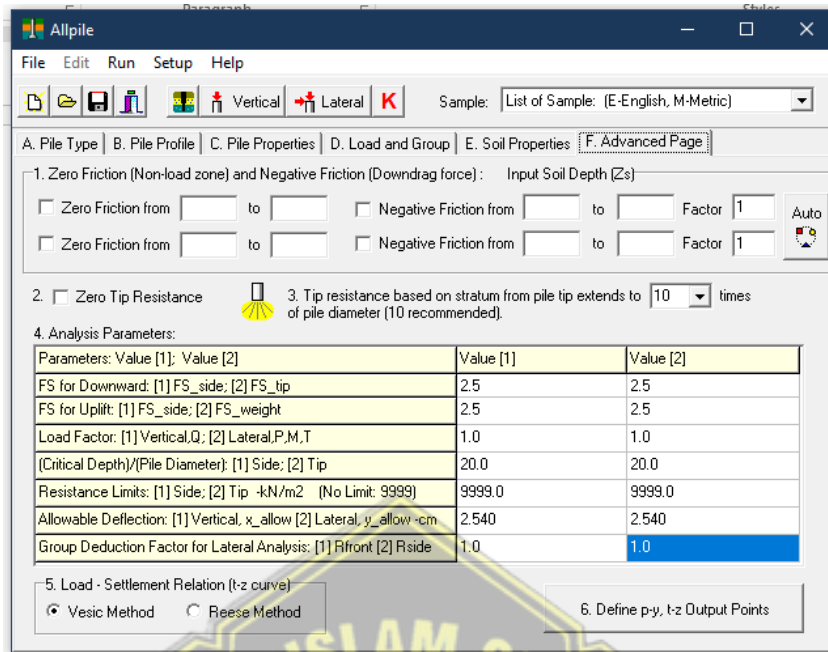 Paragraph Styles
Allpile
File Edit Run Setup Help
Vertical Lateral K Sample: List of Sample: (E-English, M-Metric)
A. Pile Type B. Pile Profile C. Pile Properties D. Load and Group E. Soil Properties F. Advanced Page
1. Zero Friction (Non-load zone) and Negative Friction (Downdrag force) : Input Soil Depth (Zs)
Zero Friction from to Negative Friction from to Factor 1 Auto
Zero Friction from to Negative Friction from to Factor 1
2. Zero Tip Resistance 3. Tip resistance based on stratum from pile tip extends to 10 times
of pile diameter (10 recommended).
4. Analysis Parameters:
Parameters: Value [1]; Value [2] Value [1] Value [2]
FS for Downward: [1] FS_side; [2] FS_tip 2.5 2.5
FS for Uplift: [1] FS_side; [2] FS_weight 2.5 2.5
Load Factor: [1] Vertical,Q; [2] Lateral,P,M,T 1.0 1.0
(Critical Depth)/(Pile Diameter): [1] Side; [2] Tip 20.0 20.0
Resistance Limits: [1] Side; [2] Tip -kN/m2 (No Limit: 9999) 9999.0 9999.0
Allowable Deflection: [1] Vertical, x_allow [2] Lateral, y_allow -cm 2.540 2.540
Group Deduction Factor for Lateral Analysis: [1] Rfront [2] Rside 1.0 1.0
5. Load - Settlement Relation (t-z curve)
Vesic Method Reese Method 6. Define p-y, t-z Output Points
ISLAM